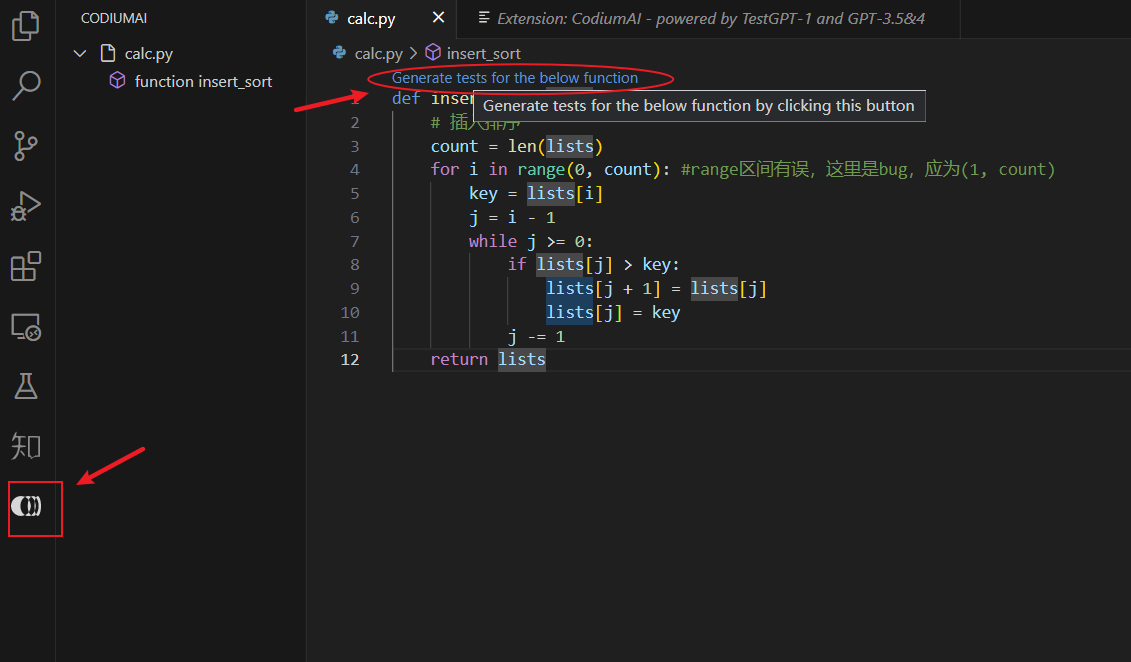 CODIUMAI
calc.py
function insert_sort
知
calc.py
Extension: CodiumAI - powered by TestGPT-1 and GPT-3.5&4
calc.py > insert_sort
Generate tests for the below function
Generate tests for the below function by clicking this button
1 def inser
2 # 插入排序
3 count = len(lists)
4 for i in range(0, count): #range区间有误，这里是bug，应为(1, count)
5 key = lists[i]
6 j = i - 1
7 while j >= 0:
8 if lists[j] > key:
9 lists[j + 1] = lists[j]
10 lists[j] = key
11 j -= 1
12 return lists